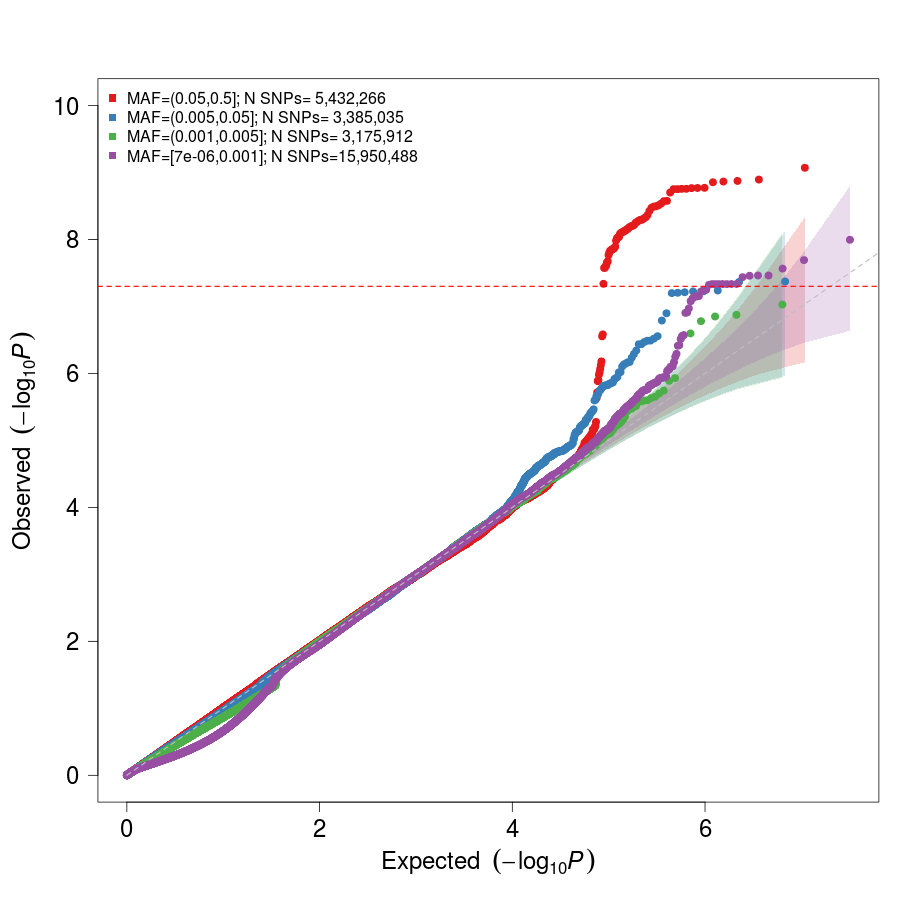 MAF=(0.05,0.5]; N SNPs= 5,432,266
MAF=(0.005,0.05]; N SNPs= 3,385,035
MAF=(0.001,0.005]; N SNPs= 3,175,912
MAF=[7e-06,0.001]; N SNPs=15,950,488
10
8
6
4
2
0
Observed (−log10P)
0 2 4 6
Expected (−log10P)